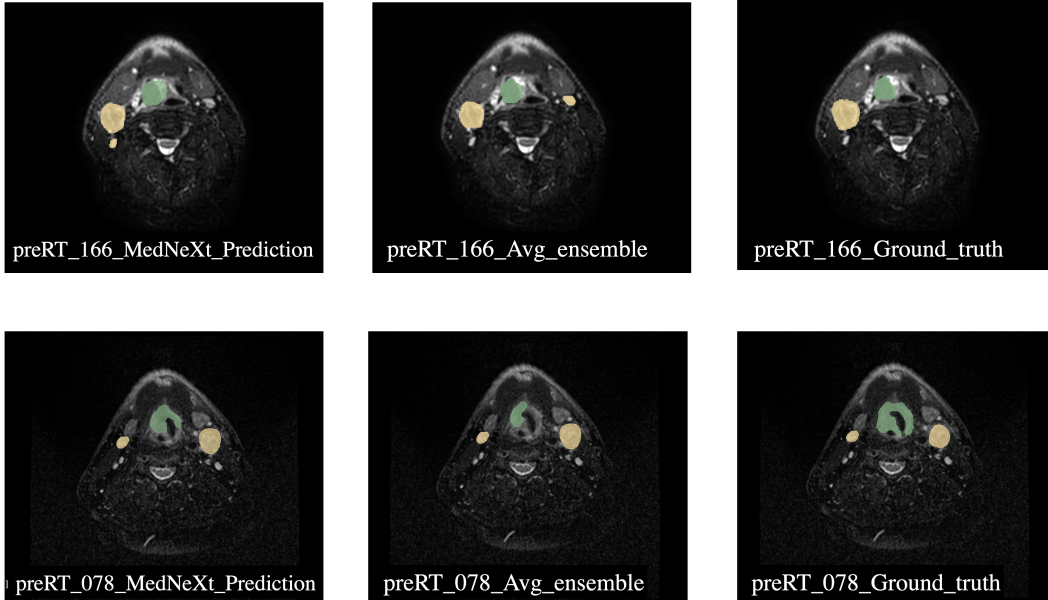 preRT_166_MedNeXt_Prediction
preRT_166_Avg_ensemble
preRT_166_Ground_truth
preRT_078_MedNeXt_Prediction
preRT_078_Avg_ensemble
preRT_078_Ground_truth